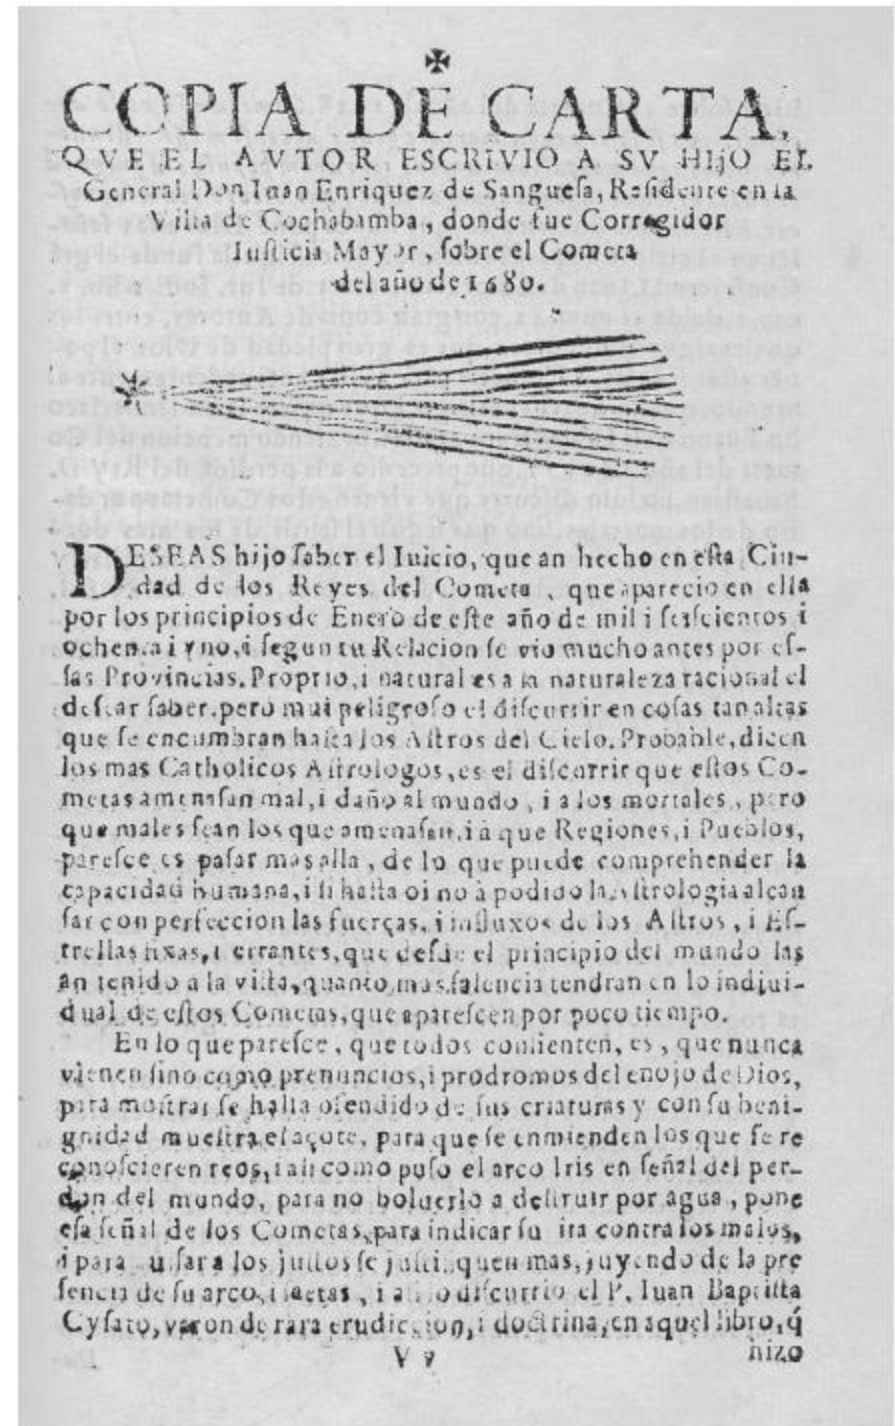 ✠
COPIA DE CARTA,
QVE EL AVTOR ESCRIVIO A SV HIJO EL
General Don Iuan Enriquez de Sanguesa, Residente en la
Villa de Cochabamba, donde fue Corregidor
Iusticia Mayor, sobre el Cometa
del año de 1680.
DESEAS hijo saber el Iuicio, que an hecho en esta Ciu-
dad de los Reyes del Cometa, que aparecio en ella
por los principios de Enero de este año de mil i seiscientos i
ochenta i vno, i segun tu Relacion se vio mucho antes por es-
sas Provincias. Proprio, i natural es a la naturaleza racional el
desear saber. pero mui peligroso el discurrir en cosas tan altas
que se encumbran hasta los Astros del Cielo. Probable, dicen
los mas Catholicos Astrologos, es el discurrir que estos Co-
metas amenasan mal, i daño al mundo, i a los mortales, pero
que males sean los que amenasan, i à que Regiones, i Pueblos,
paresce es pasar mas alla, de lo que puede comprehender la
capacidad humana, i si hasta oi no à podido la Astrologia alcan
sar con perfeccion las fuerças, i influxos de los Astros, i Es-
trellas fixas, i errantes, que desde el principio del mundo las
an tenido a la vista, quanto mas falencia tendran en lo indiui-
dual de estos Cometas, que aparescen por poco tiempo.
En lo que paresce, que todos consienten, es, que nunca
vienen sino como prenuncios, i prodromos del enojo de Dios,
para mostrar se halla ofendido de sus criaturas y con su beni-
gnidad muestra el açote, para que se enmienden los que se re
conoscieren reos, i asi como puso el arco Iris en señal del per-
don del mundo, para no boluerlo a destruir por agua, pone
esa señal de los Cometas, para indicar su ira contra los malos,
i para auisar a los justos se justifiquen mas, juyendo de la pre
sencia de su arco, i saetas, i asi lo discurrio el P. Iuan Baptista
Cysato, varon de rara erudiccion, i doctrina, en aquel libro, q̃
V v
hizo